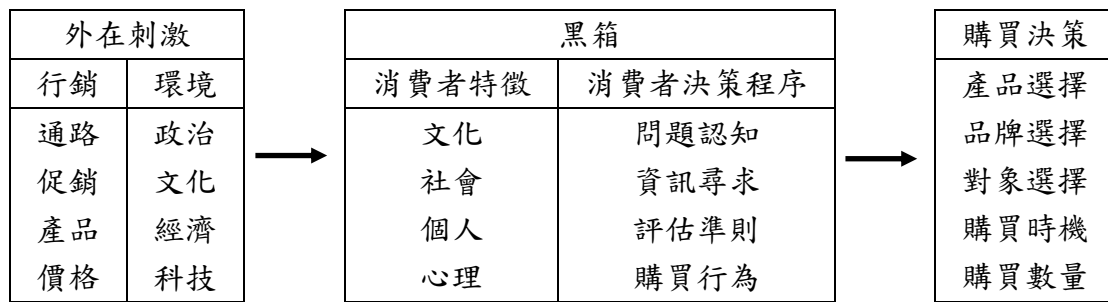 外在刺激 黑箱 購買決策
行銷 環境 消費者特徵 消費者決策程序 產品選擇
通路 政治 文化 問題認知 品牌選擇
促銷 文化 社會 資訊尋求 對象選擇
產品 經濟 個人 評估準則 購買時機
價格 科技 心理 購買行為 購買數量